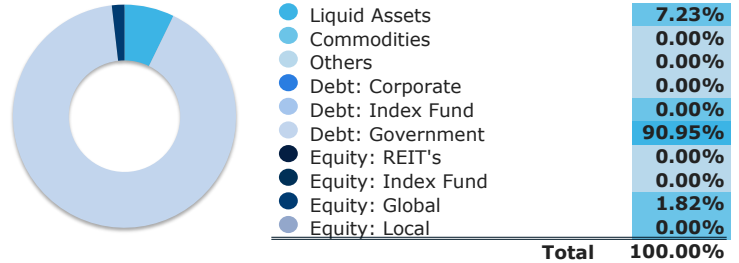 Liquid Assets 7.23%
Commodities 0.00%
Others 0.00%
Debt: Corporate 0.00%
Debt: Index Fund 0.00%
Debt: Government 90.95%
Equity: REIT's 0.00%
Equity: Index Fund 0.00%
Equity: Global 1.82%
Equity: Local 0.00%
Total 100.00%